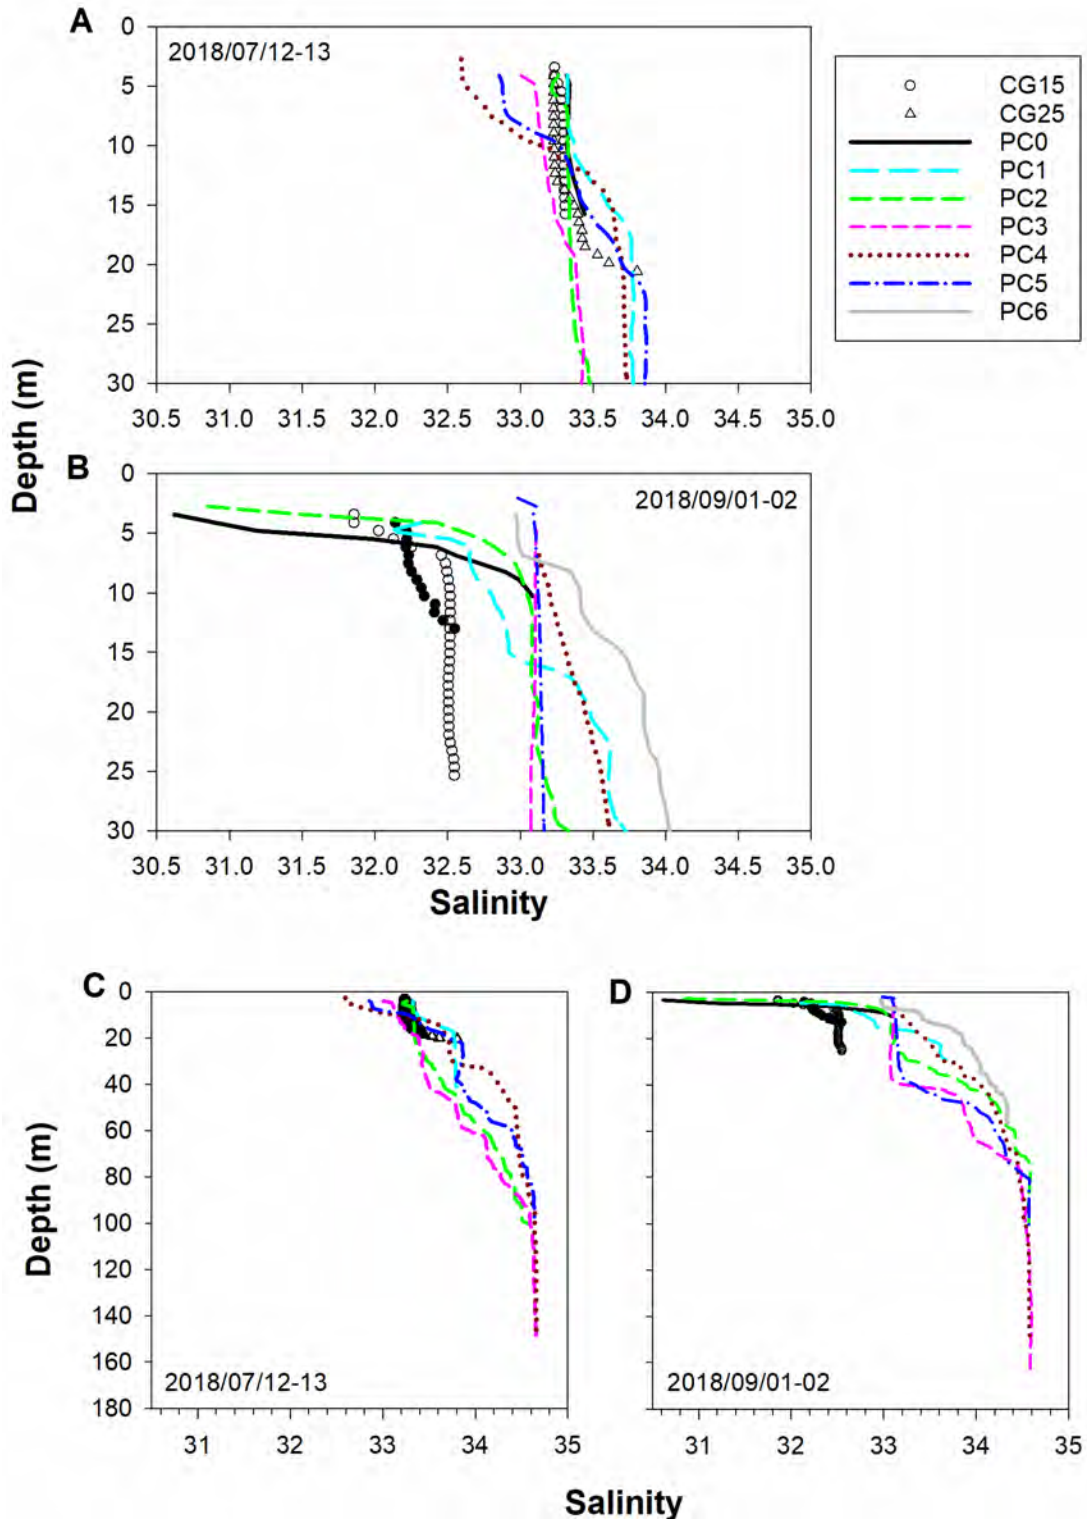 A
2018/07/12-13
0
5
10
15
20
25
30
30.5 31.0 31.5 32.0 32.5 33.0 33.5 34.0 34.5 35.0
CG15
CG25
PC0
PC1
PC2
PC3
PC4
PC5
PC6
Depth (m)
B
2018/09/01-02
0
5
10
15
20
25
30
30.5 31.0 31.5 32.0 32.5 33.0 33.5 34.0 34.5 35.0
Salinity
C
0
20
40
60
80
100
120
140
160
180
2018/07/12-13
31 32 33 34 35
Depth (m)
D
2018/09/01-02
31 32 33 34 35
Salinity